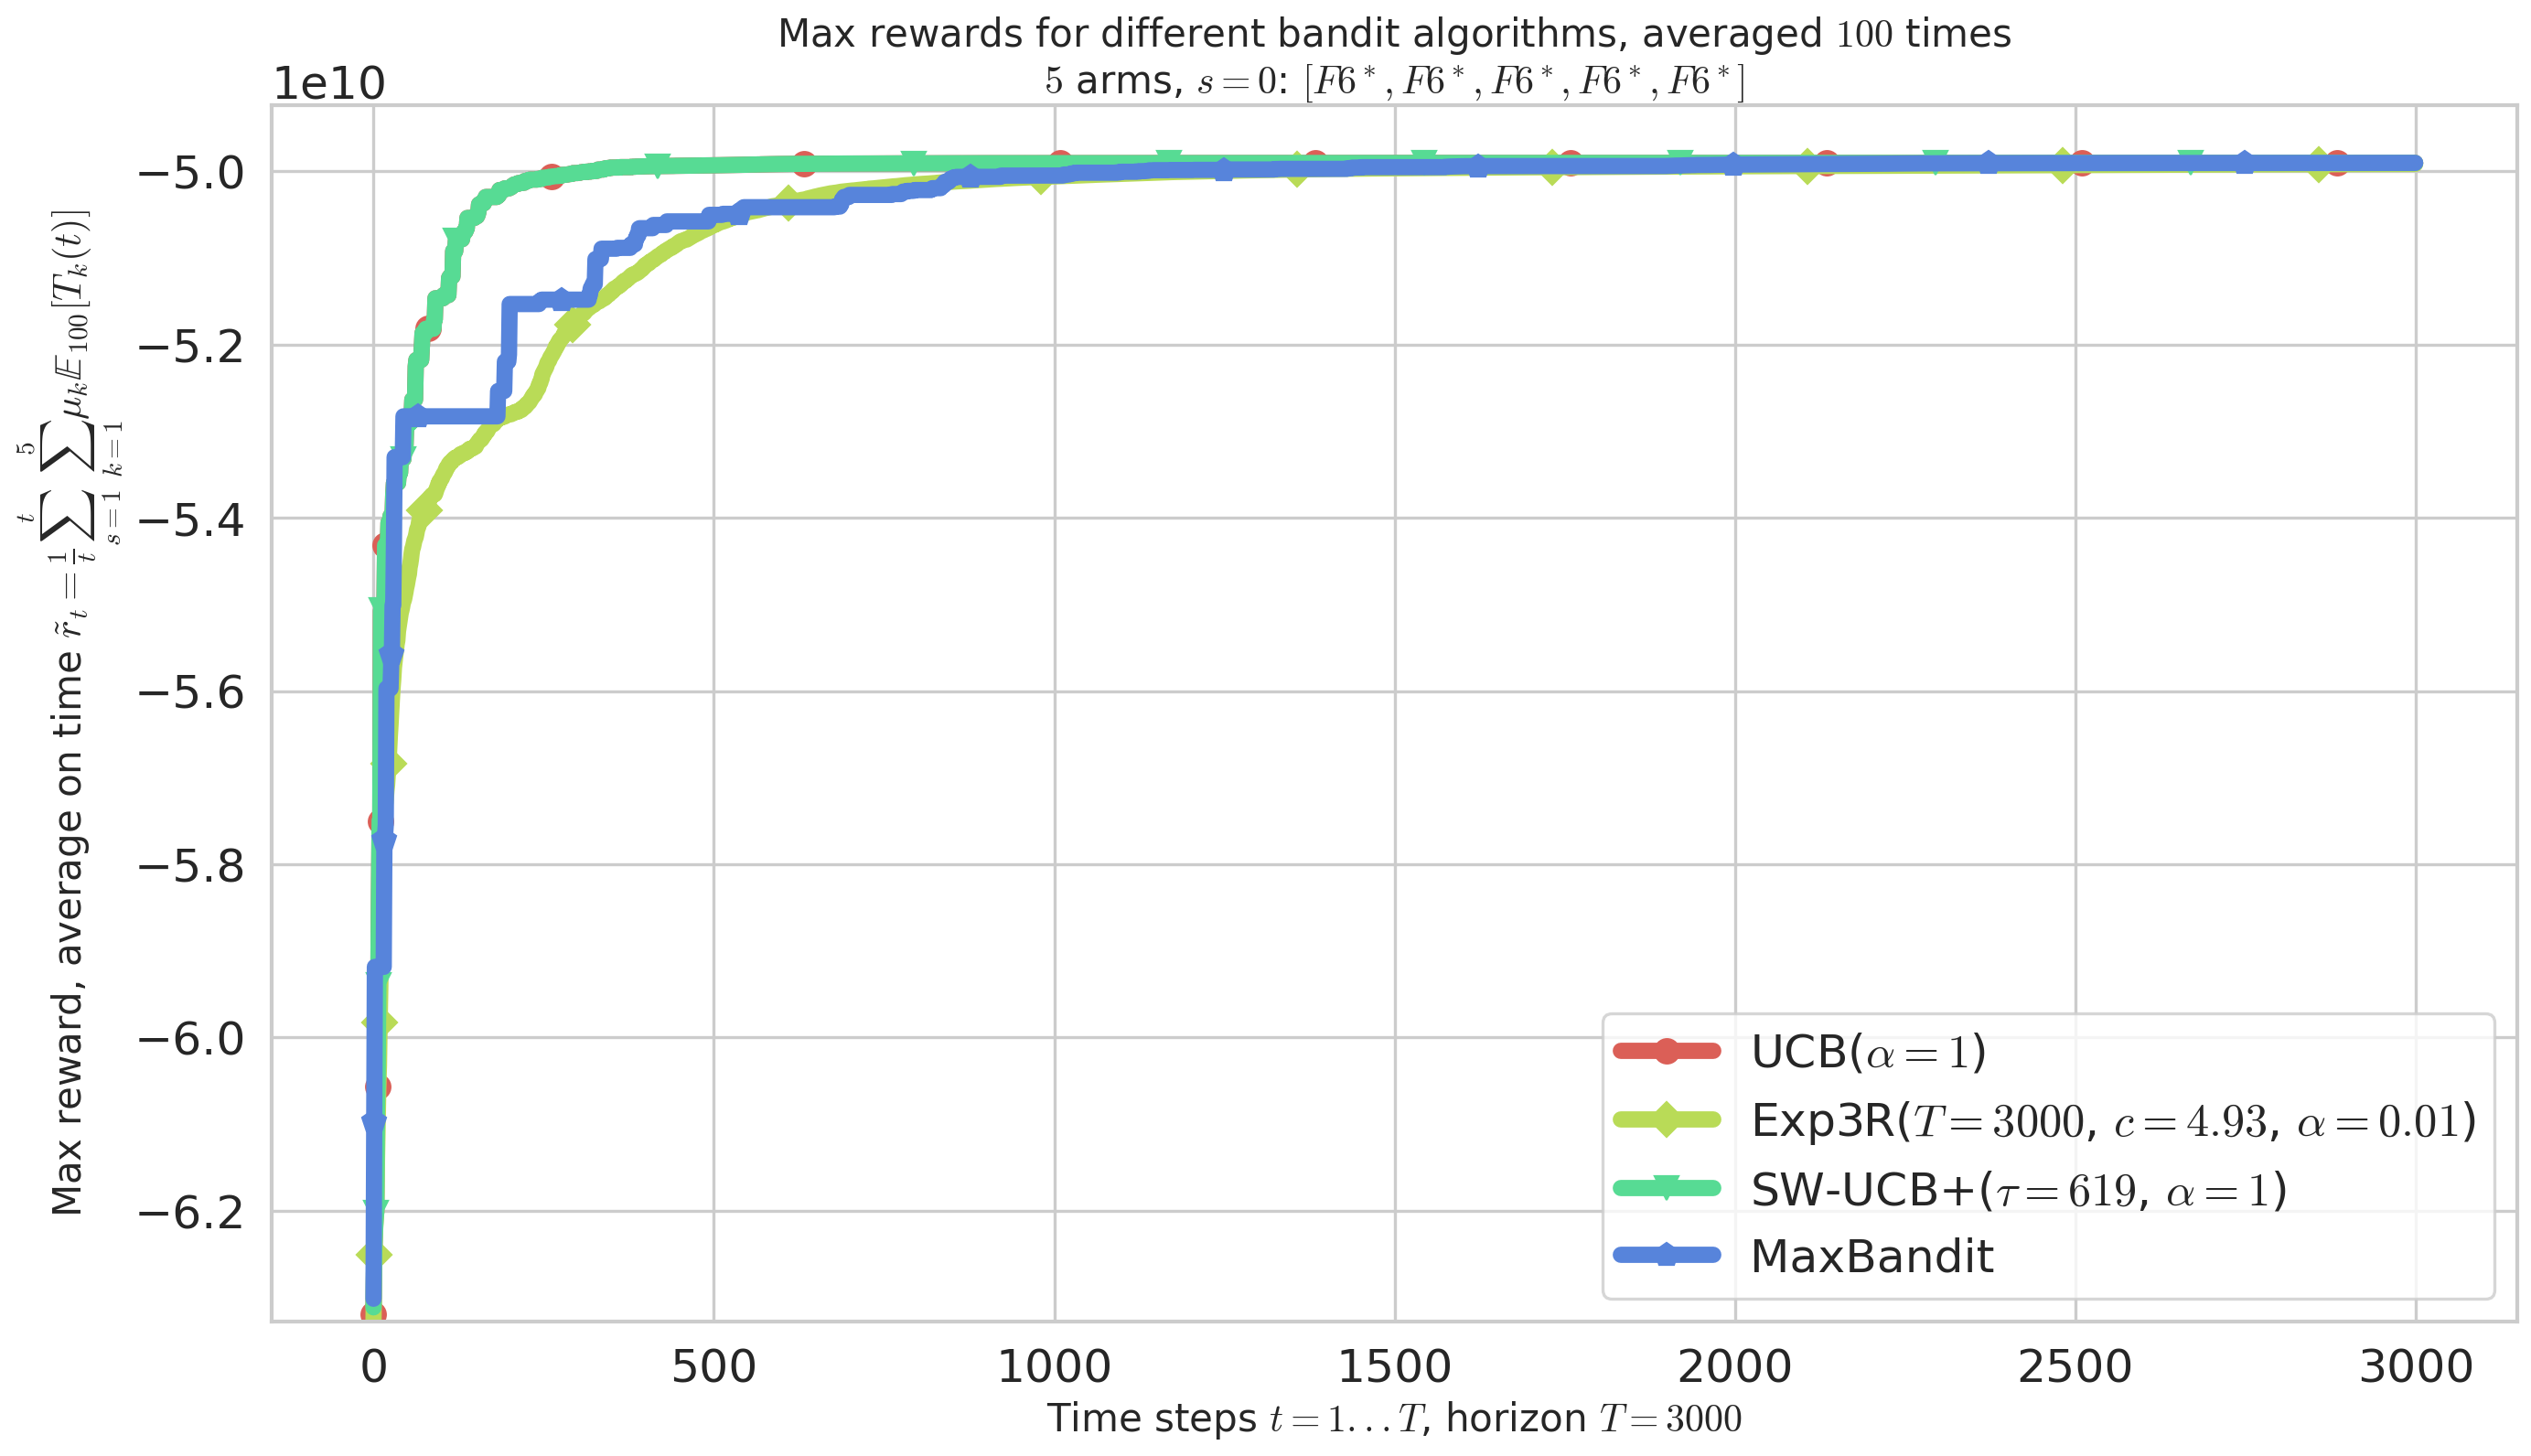 Max rewards for different bandit algorithms, averaged 100 times
5 arms, s = 0: [F6*, F6*, F6*, F6*, F6*]
1e10
−5.0
−5.2
−5.4
−5.6
−5.8
−6.0
−6.2
Max reward, average on time r̃_t = 1/t ∑_{s=1}^{t} ∑_{k=1}^{5} μ_k 𝔼_{100}[T_k(t)]
UCB(α = 1)
Exp3R(T = 3000, c = 4.93, α = 0.01)
SW-UCB+(τ = 619, α = 1)
MaxBandit
0 500 1000 1500 2000 2500 3000
Time steps t = 1...T, horizon T = 3000